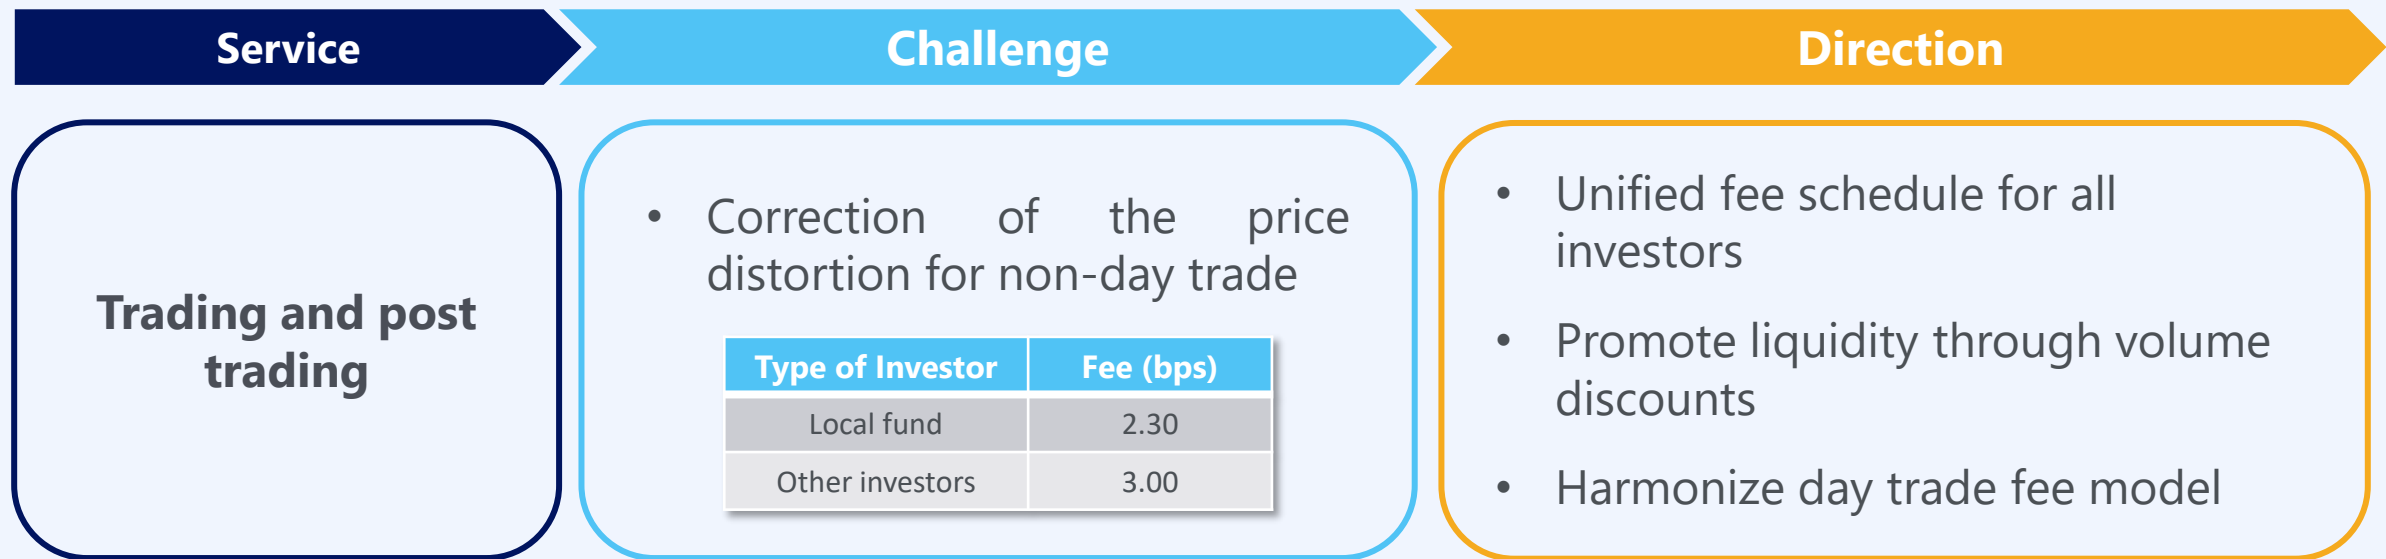 Service
Challenge
Direction
Trading and post
trading
• Correction of the price
distortion for non-day trade
Type of Investor Fee (bps)
Local fund 2.30
Other investors 3.00
• Unified fee schedule for all
investors
• Promote liquidity through volume
discounts
• Harmonize day trade fee model